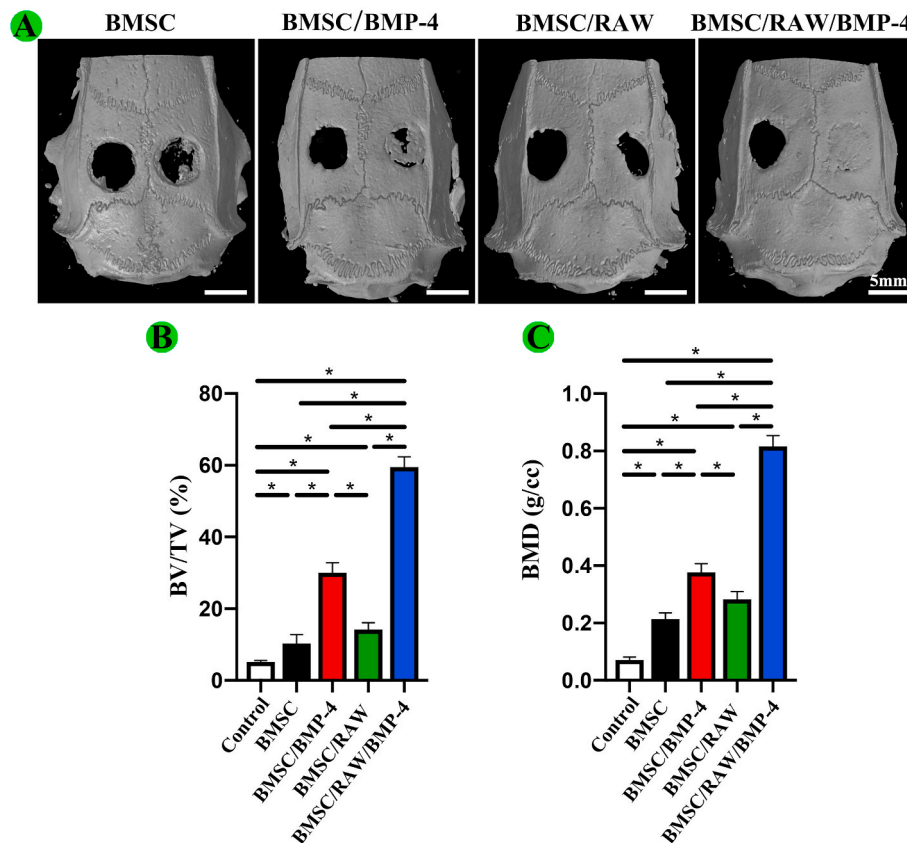 A
BMSC
BMSC/BMP-4
BMSC/RAW
BMSC/RAW/BMP-4
5mm
B
BV/TV (%)
80
60
40
20
0
*
*
*
*
*
*
*
*
*
Control
BMSC
BMSC/BMP-4
BMSC/RAW
BMSC/RAW/BMP-4
C
BMD (g/cc)
1.0
0.8
0.6
0.4
0.2
0.0
*
*
*
*
*
*
*
*
*
Control
BMSC
BMSC/BMP-4
BMSC/RAW
BMSC/RAW/BMP-4